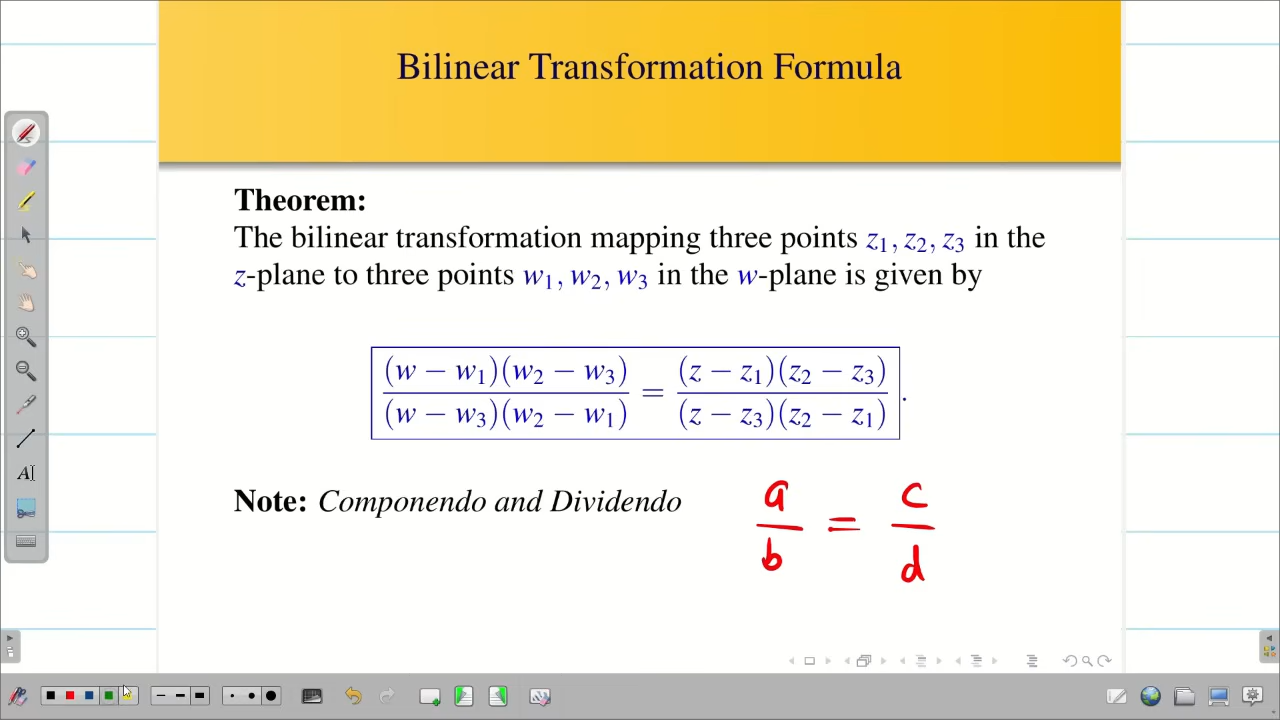 Bilinear Transformation Formula
Theorem:
The bilinear transformation mapping three points z₁, z₂, z₃ in the
z-plane to three points w₁, w₂, w₃ in the w-plane is given by
(w − w₁)(w₂ − w₃) / (w − w₃)(w₂ − w₁) = (z − z₁)(z₂ − z₃) / (z − z₃)(z₂ − z₁).
Note: Componendo and Dividendo a/b = c/d